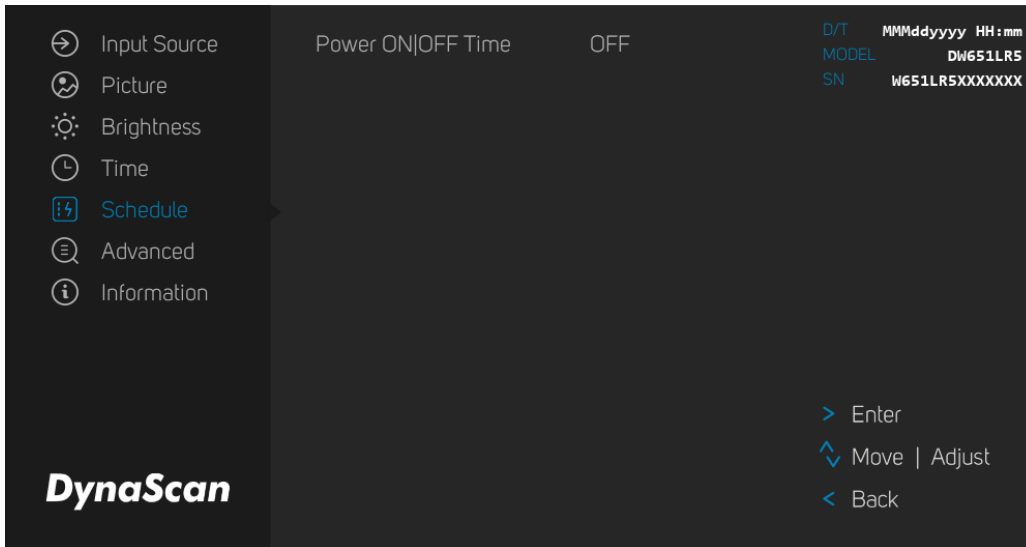 Input Source
Picture
Brightness
Time
Schedule
Advanced
Information
DynaScan
Power ON|OFF Time OFF
D/T MMMddyyyy HH:mm
MODEL DW651LR5
SN W651LR5XXXXXXX
> Enter
Move | Adjust
< Back